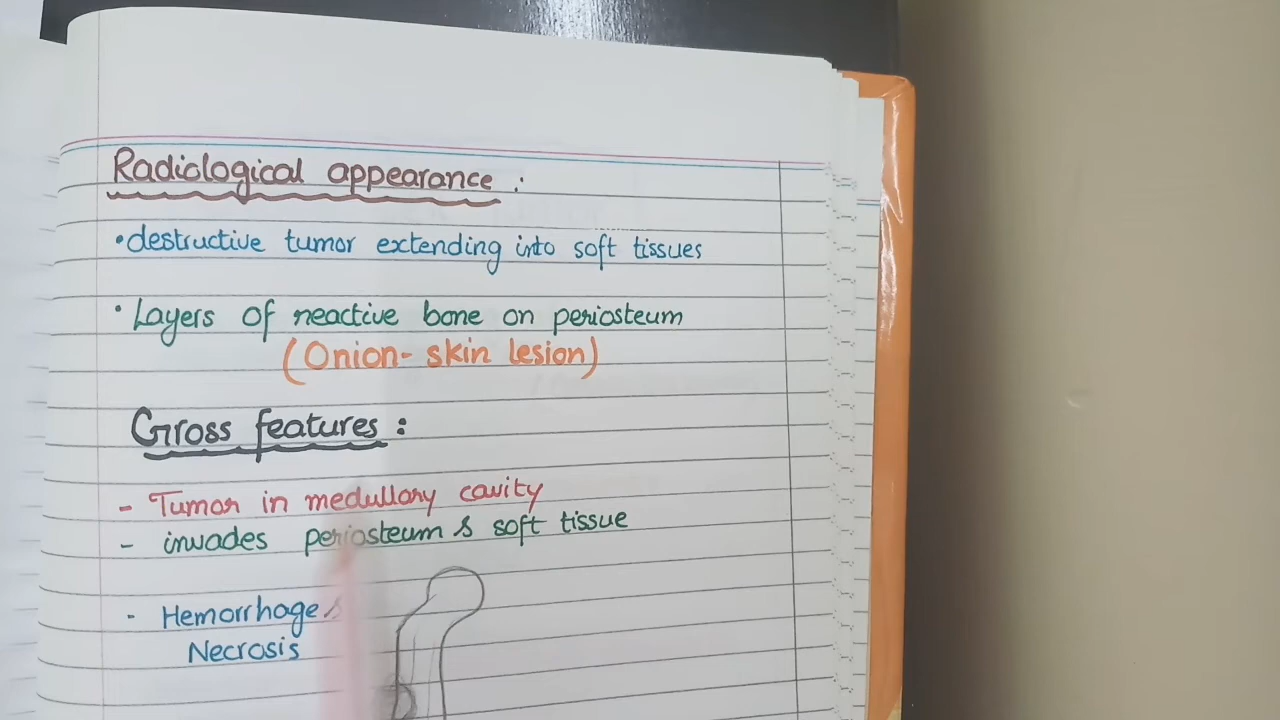 Radiological appearance :
• destructive tumor extending into soft tissues
• Layers of reactive bone on periosteum
(Onion-skin lesion)
Gross features :
- Tumor in medullary cavity
- invades periosteum & soft tissue
- Hemorrhage &
Necrosis